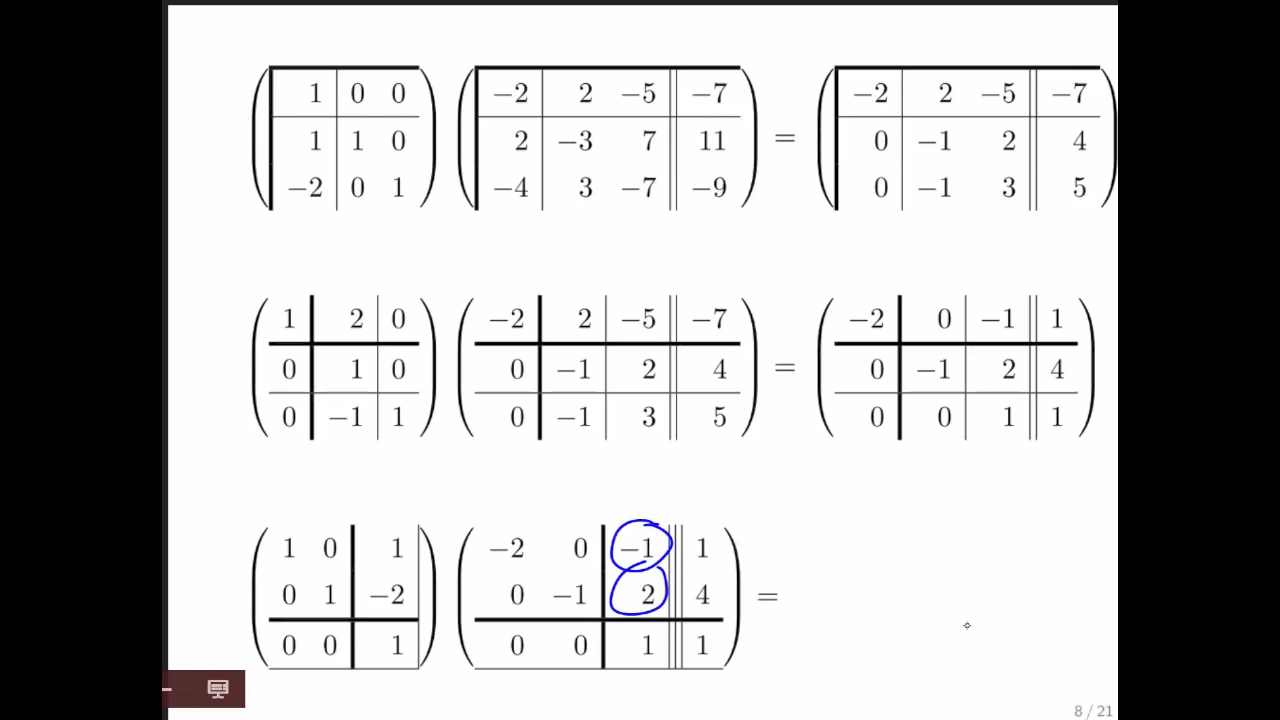 1 0 0 −2 2 −5 −7 −2 2 −5 −7
1 1 0 2 −3 7 11 = 0 −1 2 4
−2 0 1 −4 3 −7 −9 0 −1 3 5
1 2 0 −2 2 −5 −7 −2 0 −1 1
0 1 0 0 −1 2 4 = 0 −1 2 4
0 −1 1 0 −1 3 5 0 0 1 1
1 0 1 −2 0 −1 1
0 1 −2 0 −1 2 4 =
0 0 1 0 0 1 1
8 / 21